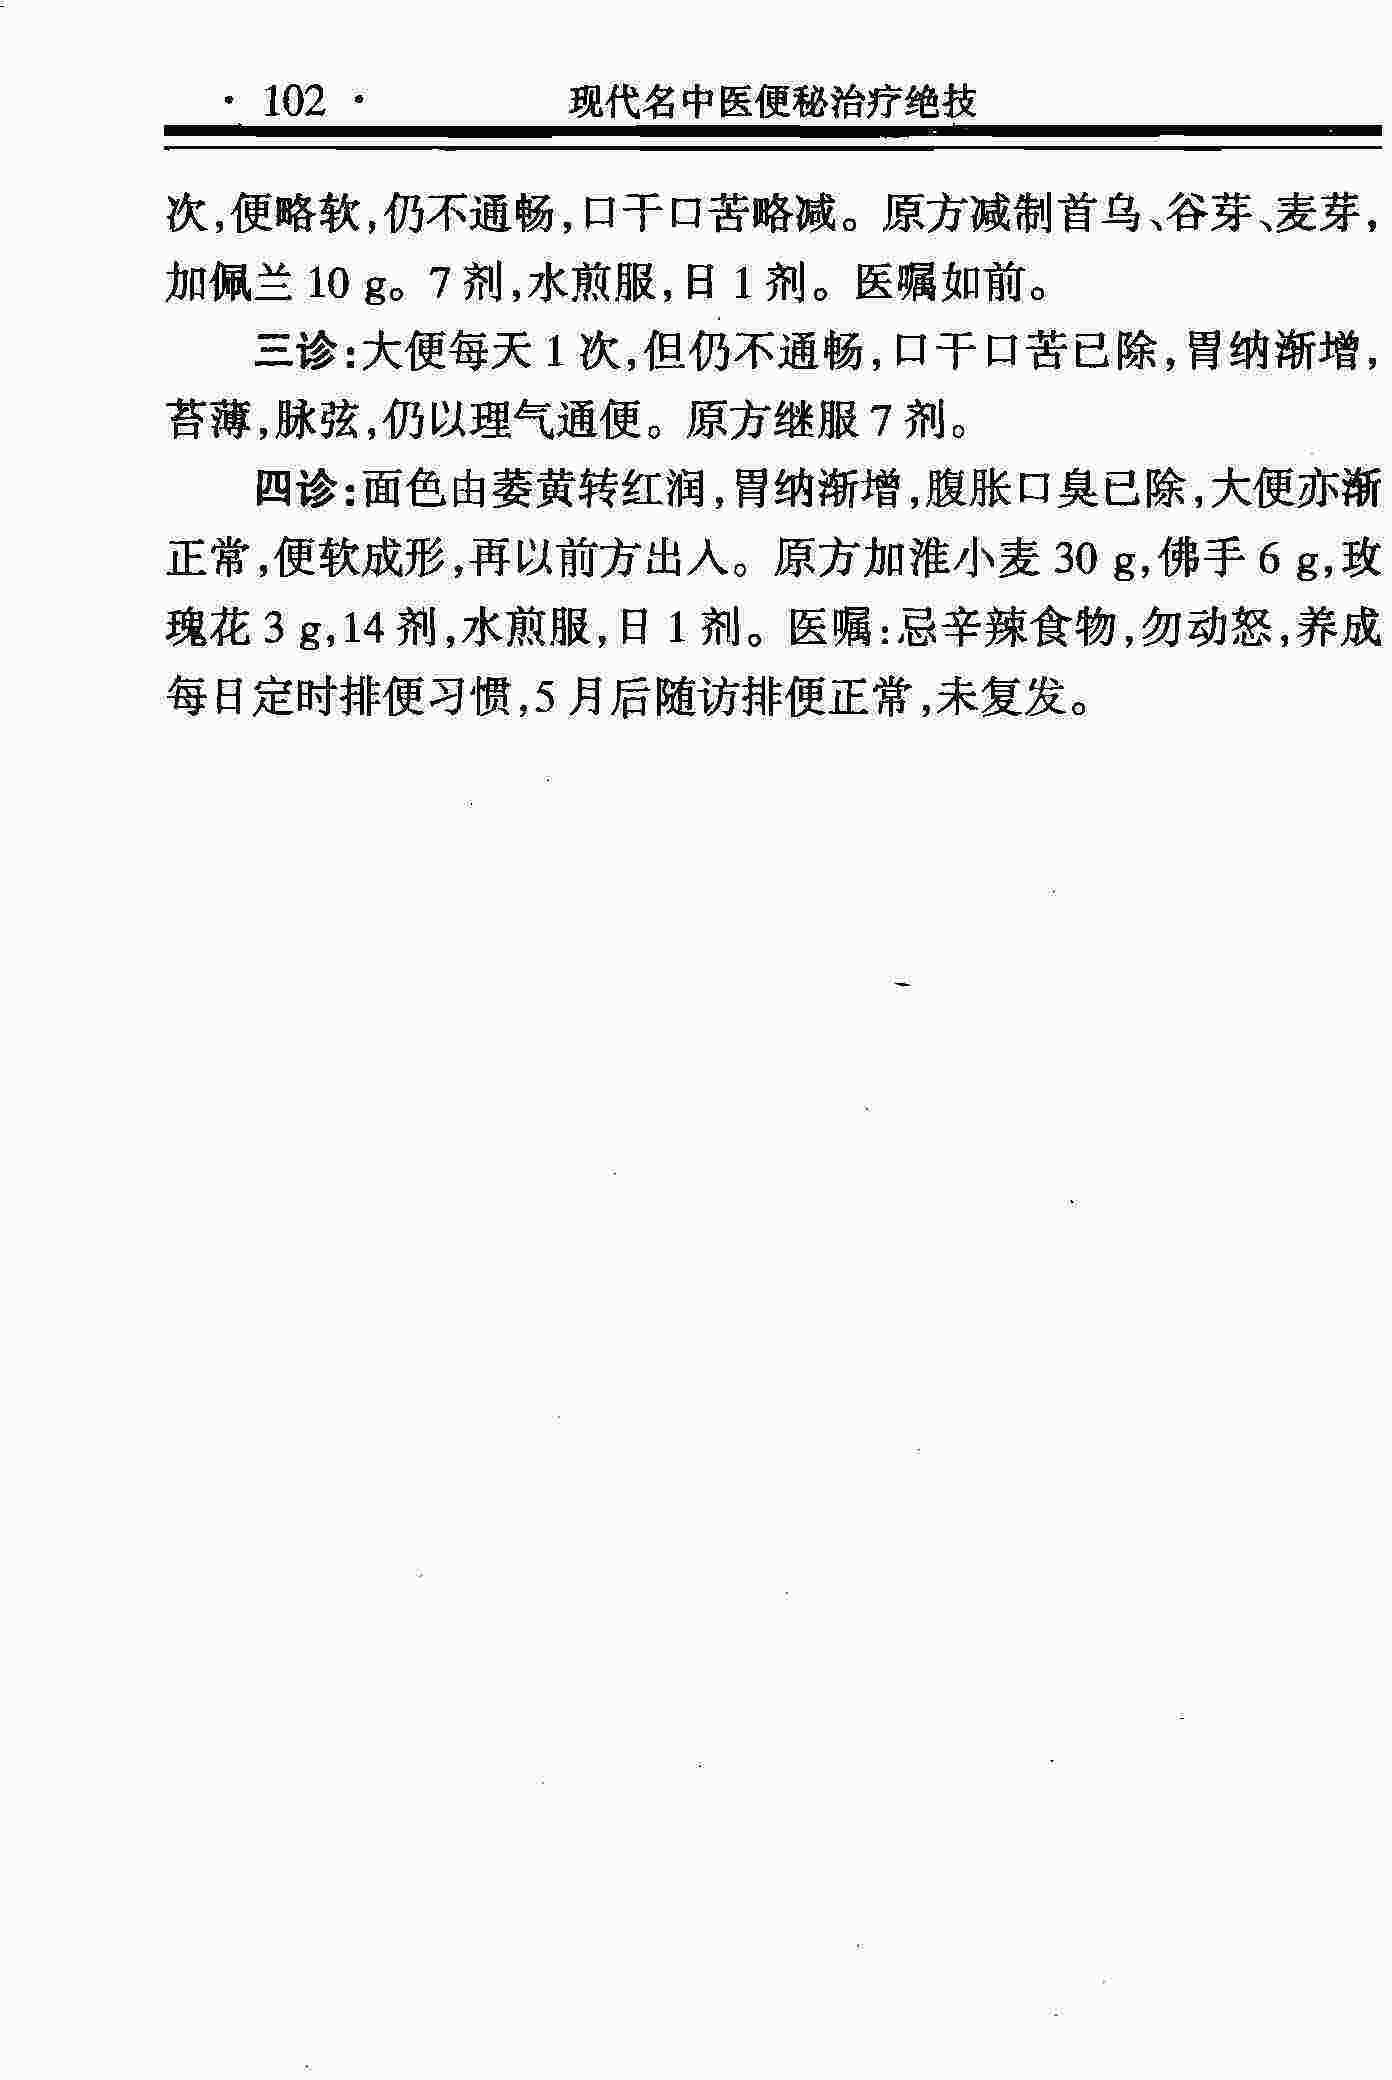 · 102 · 现代名中医便秘治疗绝技
次,便略软,仍不通畅,口干口苦略减。原方减制首乌、谷芽、麦芽,
加佩兰 10 g。7 剂,水煎服,日 1 剂。医嘱如前。
三诊:大便每天 1 次,但仍不通畅,口干口苦已除,胃纳渐增,
苔薄,脉弦,仍以理气通便。原方继服 7 剂。
四诊:面色由萎黄转红润,胃纳渐增,腹胀口臭已除,大便亦渐
正常,便软成形,再以前方出入。原方加淮小麦 30 g,佛手 6 g,玫
瑰花 3 g,14 剂,水煎服,日 1 剂。医嘱:忌辛辣食物,勿动怒,养成
每日定时排便习惯,5 月后随访排便正常,未复发。